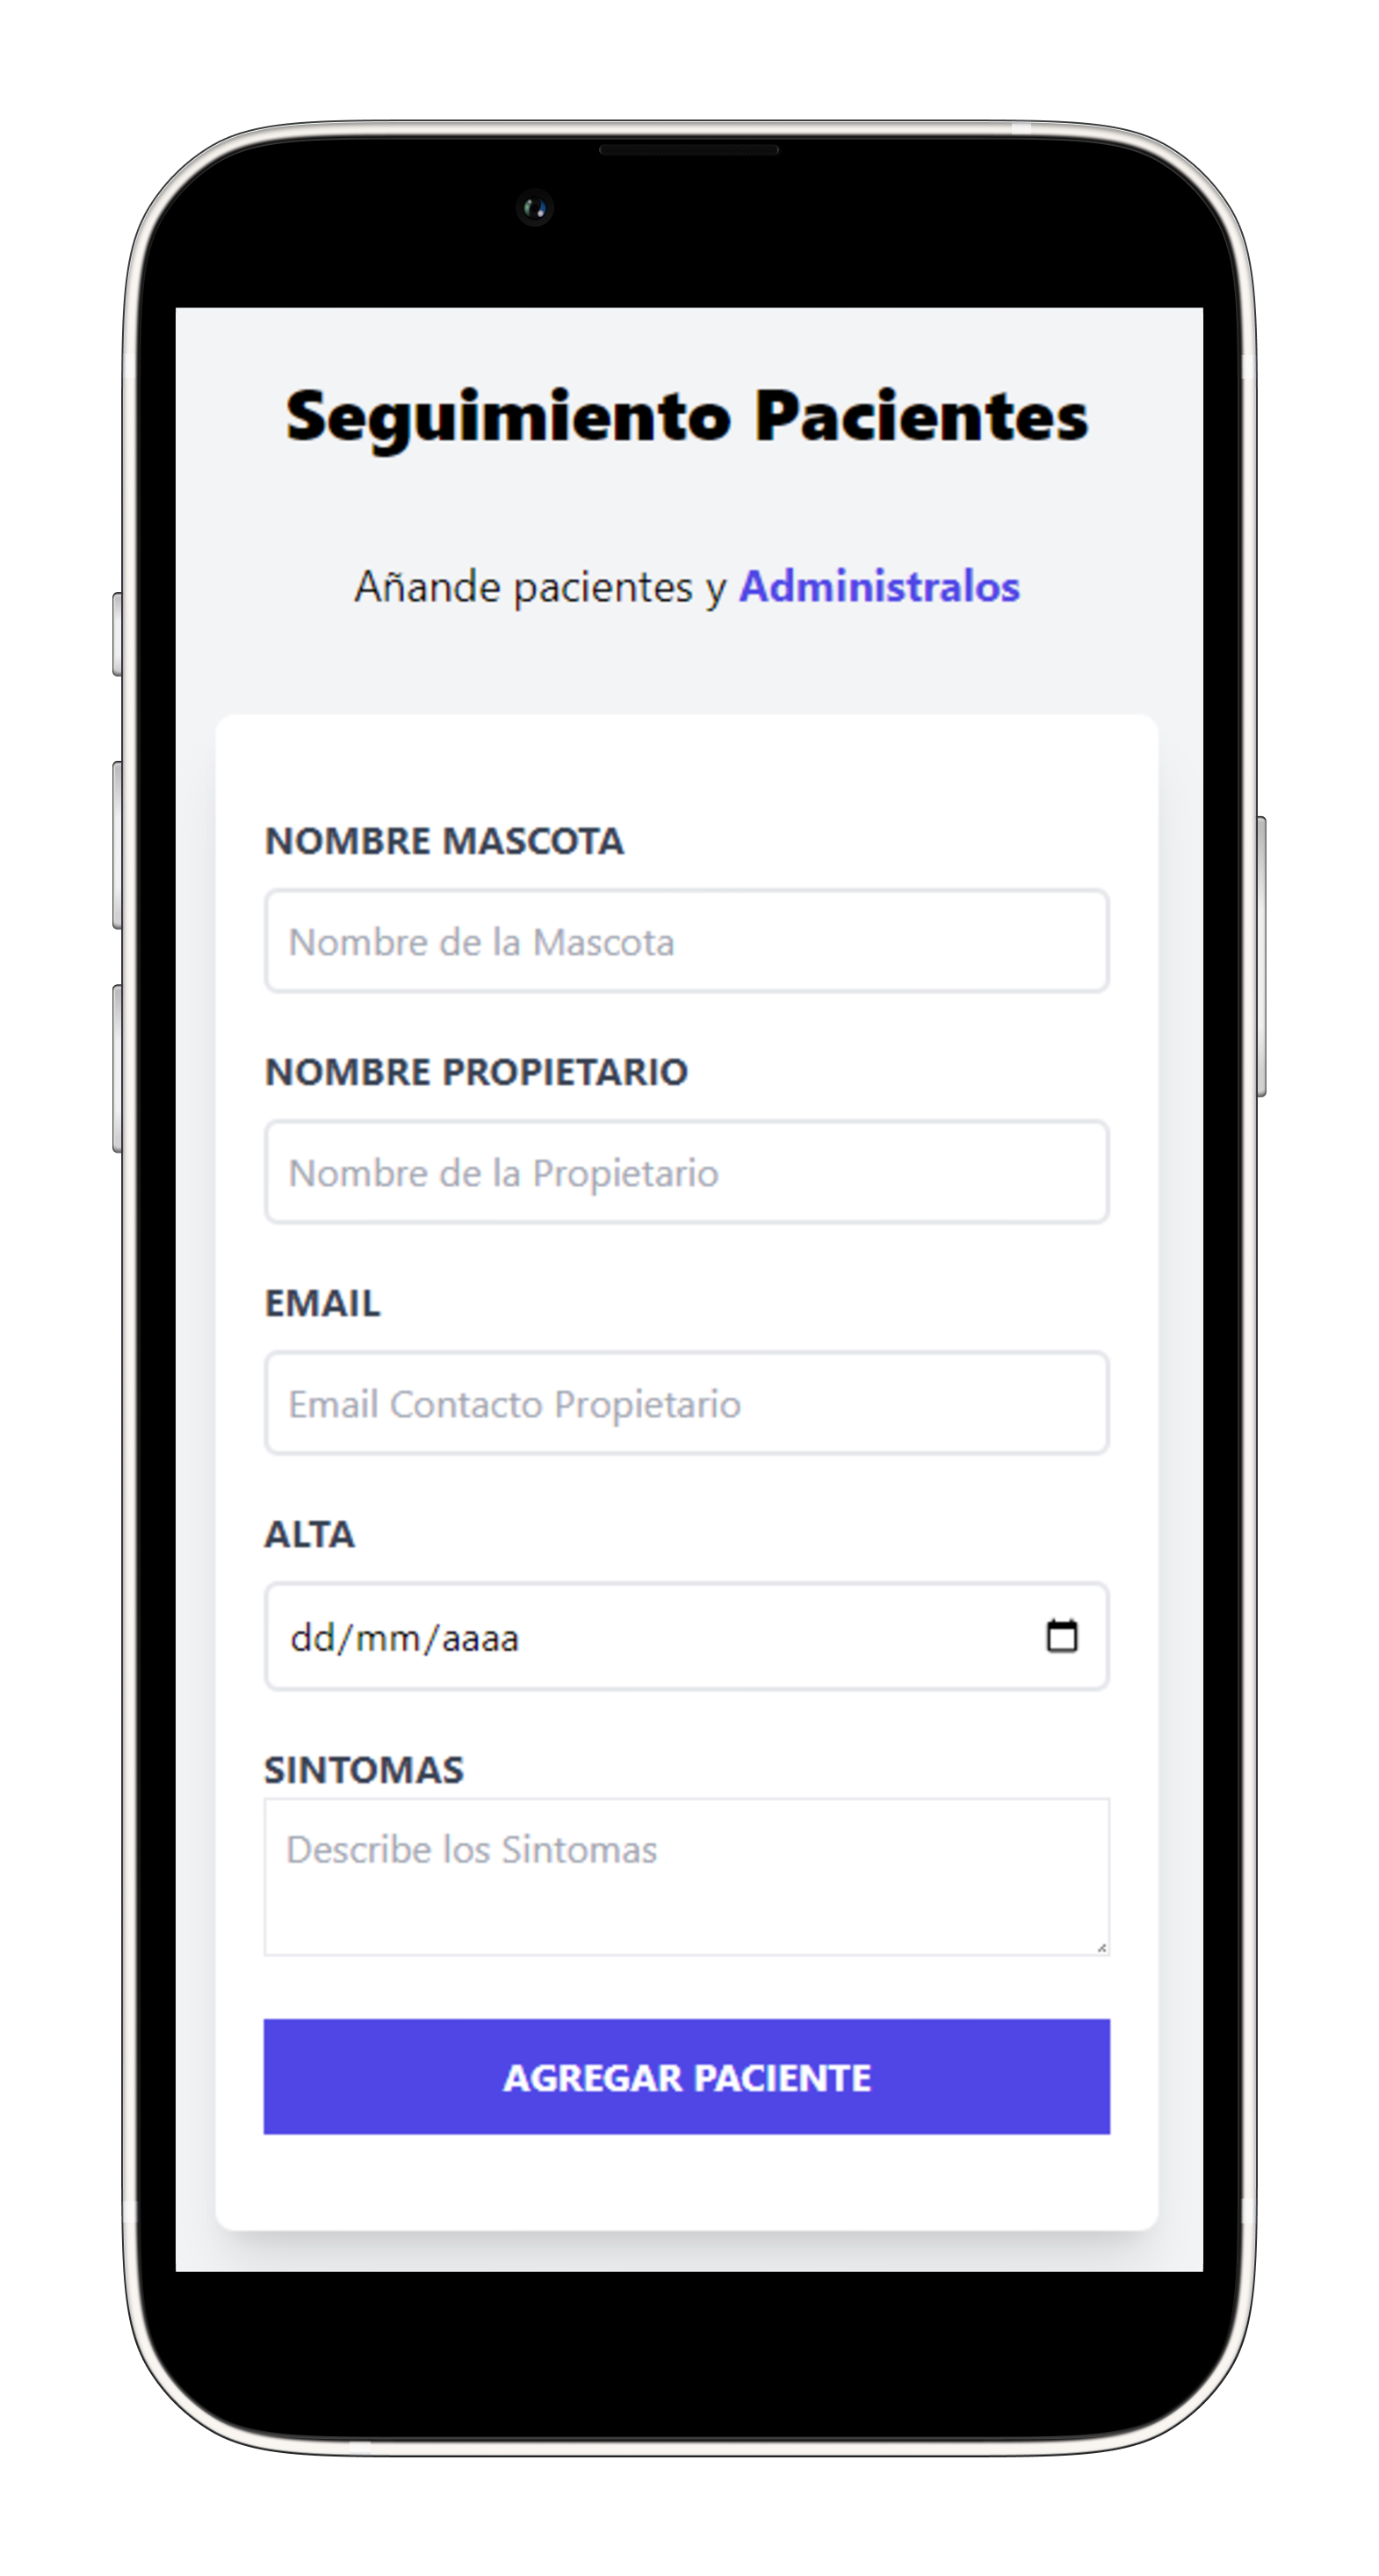 Seguimiento Pacientes
Añande pacientes y Administralos
NOMBRE MASCOTA
Nombre de la Mascota
NOMBRE PROPIETARIO
Nombre de la Propietario
EMAIL
Email Contacto Propietario
ALTA
dd/mm/aaaa
SINTOMAS
Describe los Sintomas
AGREGAR PACIENTE